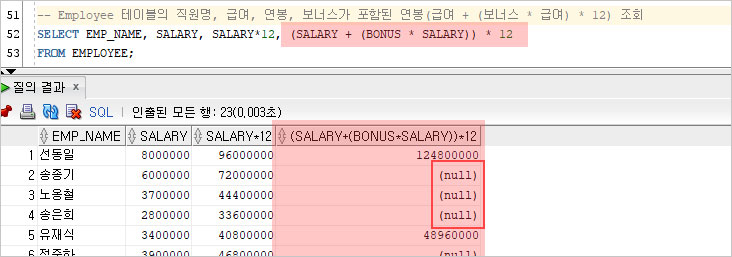 51 -- Employee 테이블의 직원명, 급여, 연봉, 보너스가 포함된 연봉(급여 + (보너스 * 급여) * 12) 조회
52 SELECT EMP_NAME, SALARY, SALARY*12, (SALARY + (BONUS * SALARY)) * 12
53 FROM EMPLOYEE;
질의 결과 x
SQL | 인출된 모든 행: 23(0,003초)
EMP_NAME SALARY SALARY*12 (SALARY+(BONUS*SALARY))*12
1 선동일 8000000 96000000 124800000
2 송종기 6000000 72000000 (null)
3 노옹철 3700000 44400000 (null)
4 송은희 2800000 33600000 (null)
5 유재식 3400000 40800000 48960000
6 정중하 3900000 46800000 (null)